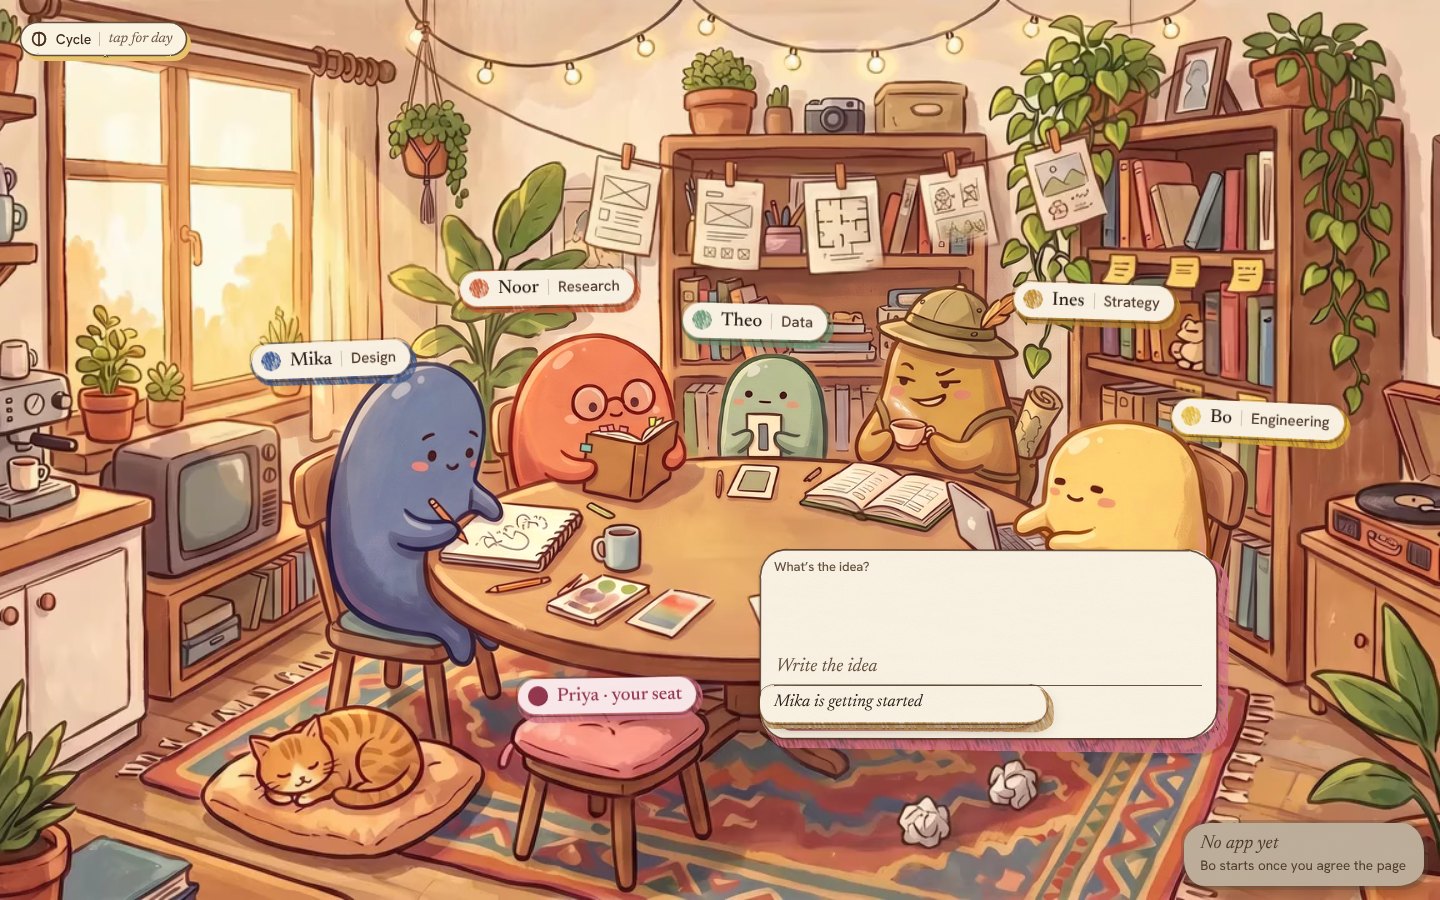 Cycle tap for day
Noor Research
Ines Strategy
Theo Data
Mika Design
Bo Engineering
What's the idea?
Write the idea
Mika is getting started
Priya · your seat
No app yet
Bo starts once you agree the page